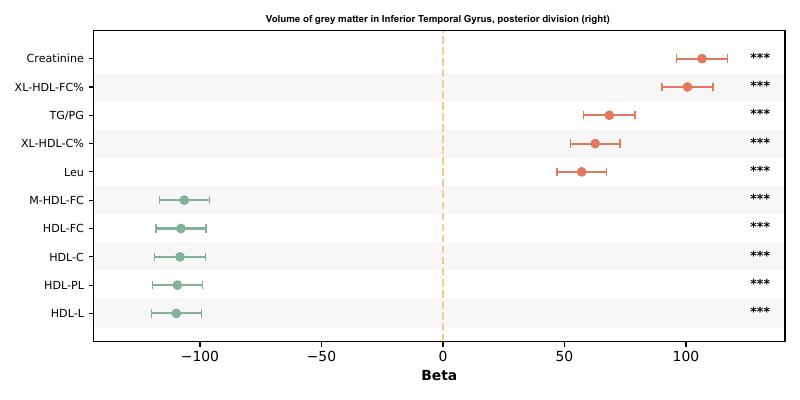 Volume of grey matter in Inferior Temporal Gyrus, posterior division (right)
Creatinine ***
XL-HDL-FC% ***
TG/PG ***
XL-HDL-C% ***
Leu ***
M-HDL-FC ***
HDL-FC ***
HDL-C ***
HDL-PL ***
HDL-L ***
−100 −50 0 50 100
Beta